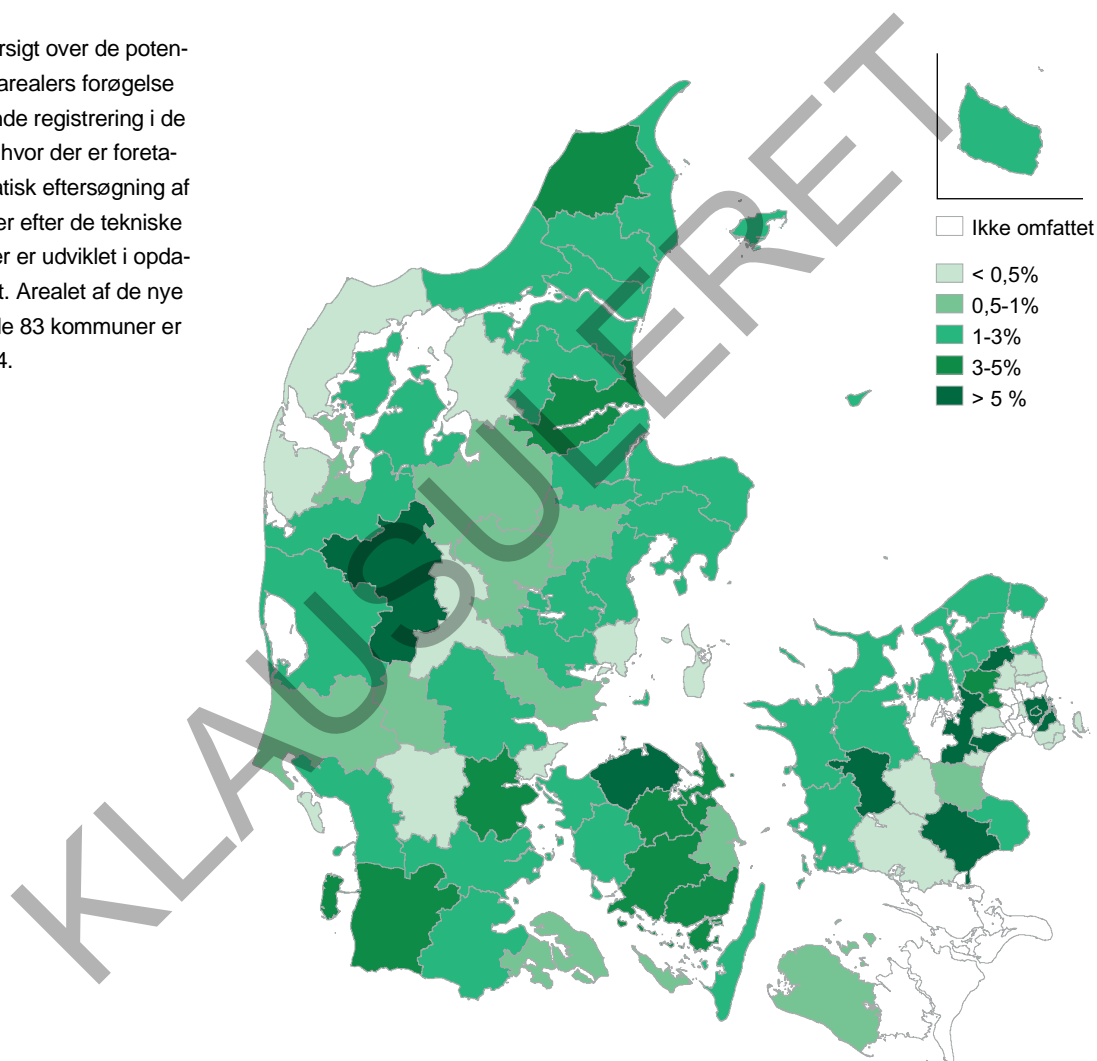 rsigt over de poten-
arealers forøgelse
nde registrering i de
hvor der er foreta-
atisk eftersøgning af
er efter de tekniske
er er udviklet i opda-
t. Arealet af de nye
de 83 kommuner er
4.
Ikke omfattet
< 0,5%
0,5-1%
1-3%
3-5%
> 5 %
KLAUSULERET